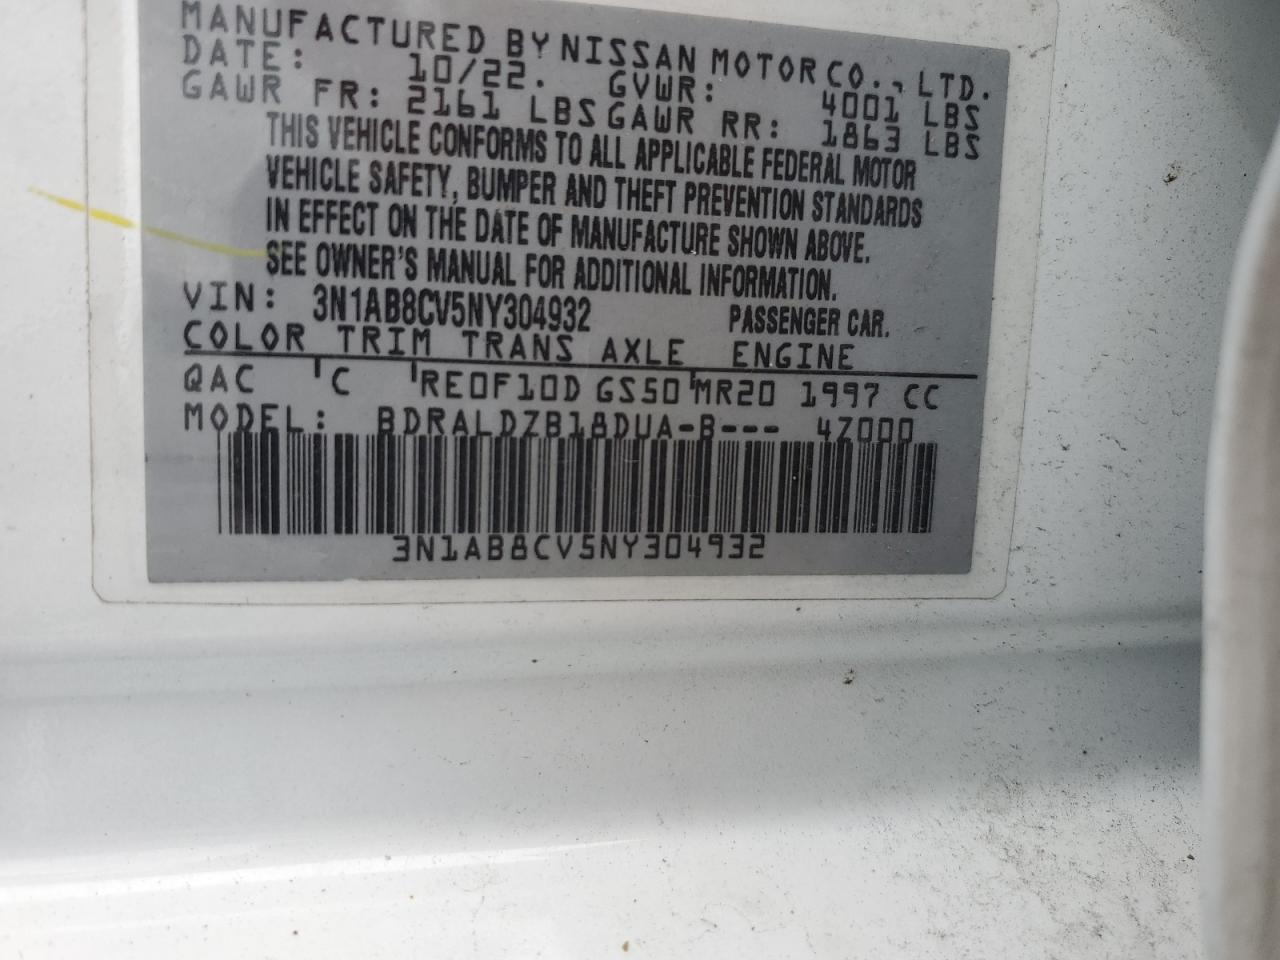 MANUFACTURED BY NISSAN MOTOR CO., LTD.
DATE: 10/22. GVWR: 4001 LBS
GAWR FR: 2161 LBS GAWR RR: 1863 LBS
THIS VEHICLE CONFORMS TO ALL APPLICABLE FEDERAL MOTOR
VEHICLE SAFETY, BUMPER AND THEFT PREVENTION STANDARDS
IN EFFECT ON THE DATE OF MANUFACTURE SHOWN ABOVE.
SEE OWNER'S MANUAL FOR ADDITIONAL INFORMATION.
VIN: 3N1AB8CV5NY304932 PASSENGER CAR.
COLOR TRIM TRANS AXLE ENGINE
QAC C RE0F10D GS50 MR20 1997 CC
MODEL: BDRALDZB18DUA-B--- 4Z000
3N1AB8CV5NY304932